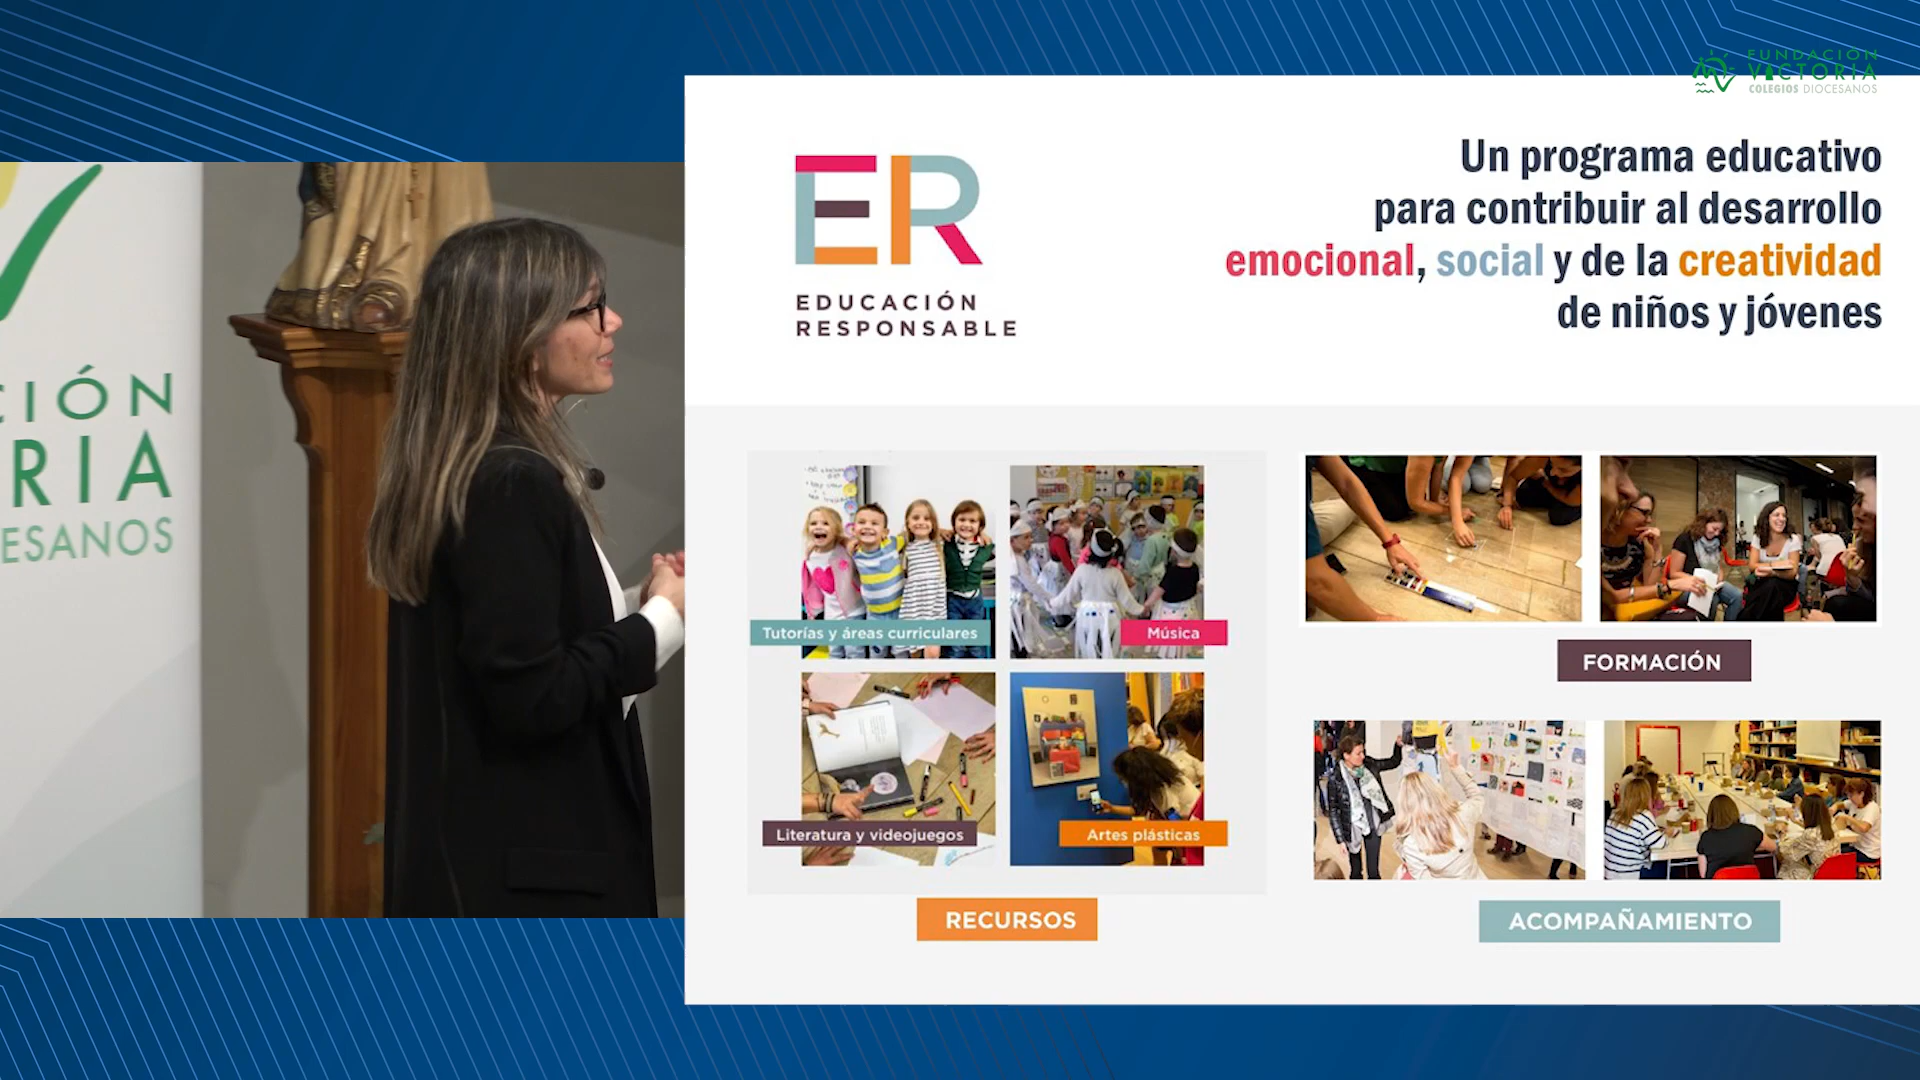 FUNDACIÓN
VICTORIA
COLEGIOS DIOCESANOS
CIÓN
RIA
ESANOS
ER
EDUCACIÓN
RESPONSABLE
Un programa educativo
para contribuir al desarrollo
emocional, social y de la creatividad
de niños y jóvenes
Tutorías y áreas curriculares
Música
Literatura y videojuegos
Artes plásticas
RECURSOS
FORMACIÓN
ACOMPAÑAMIENTO